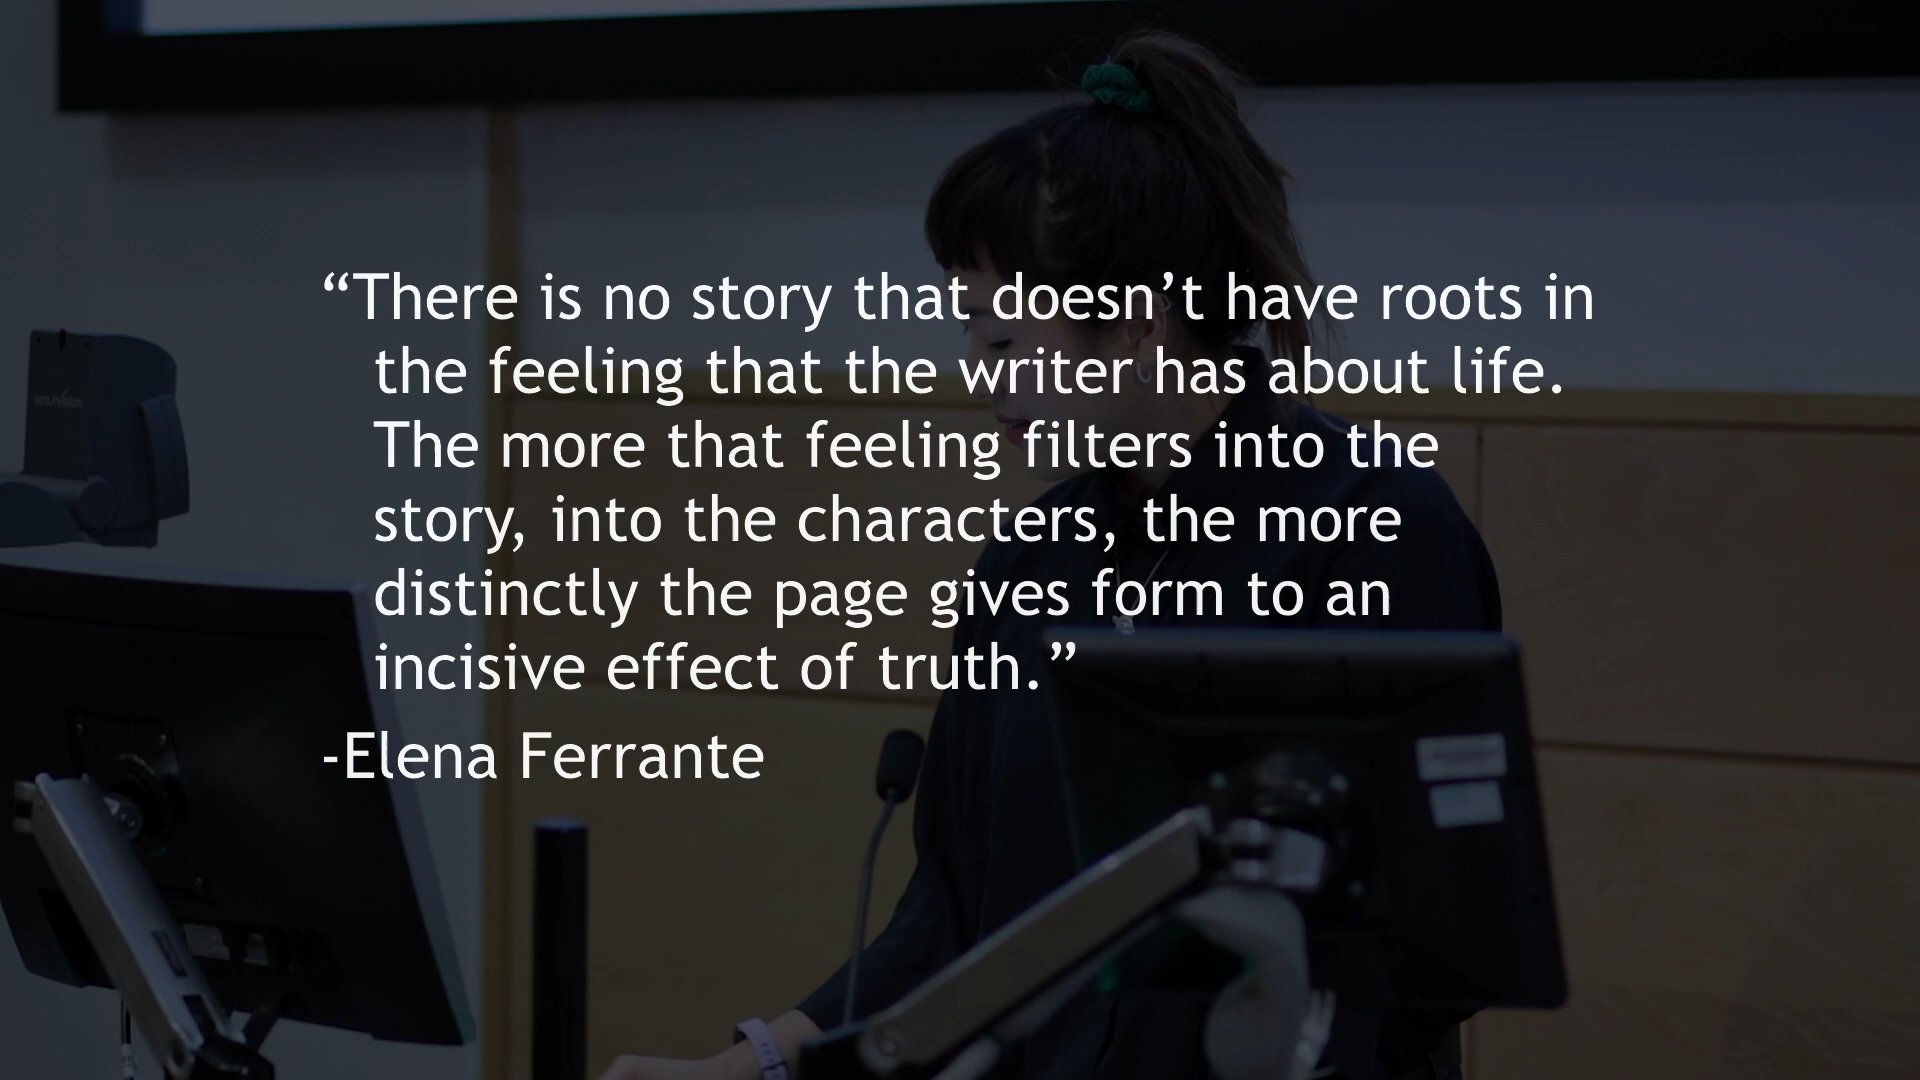 “There is no story that doesn’t have roots in
the feeling that the writer has about life.
The more that feeling filters into the
story, into the characters, the more
distinctly the page gives form to an
incisive effect of truth.”
-Elena Ferrante